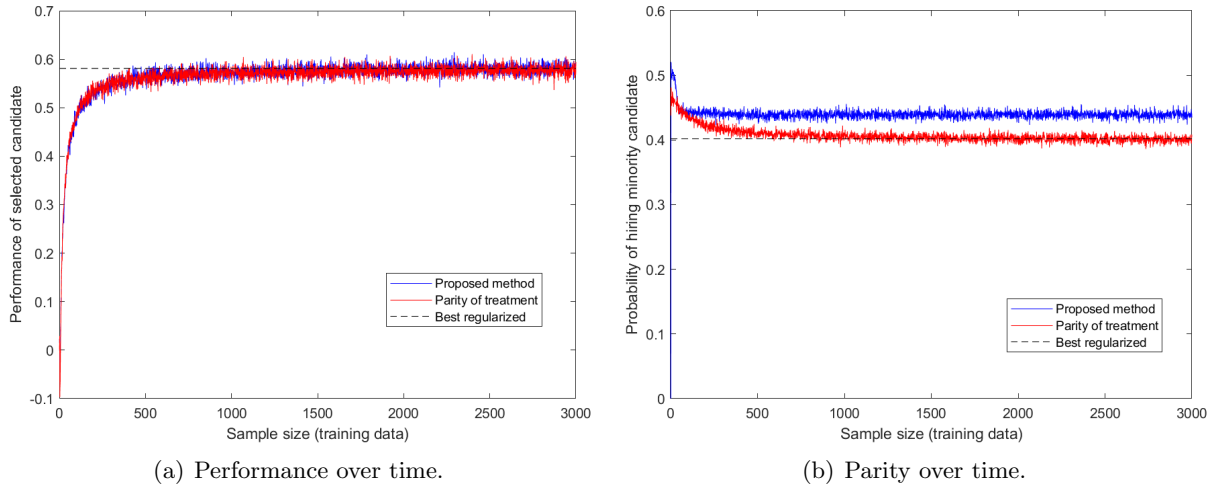 0.7
0.6
0.5
0.4
0.3
0.2
0.1
0
-0.1
Performance of selected candidate
Proposed method
Parity of treatment
Best regularized
0 500 1000 1500 2000 2500 3000
Sample size (training data)
(a) Performance over time.
0.6
0.5
0.4
0.3
0.2
0.1
0
Probability of hiring minority candidate
Proposed method
Parity of treatment
Best regularized
0 500 1000 1500 2000 2500 3000
Sample size (training data)
(b) Parity over time.